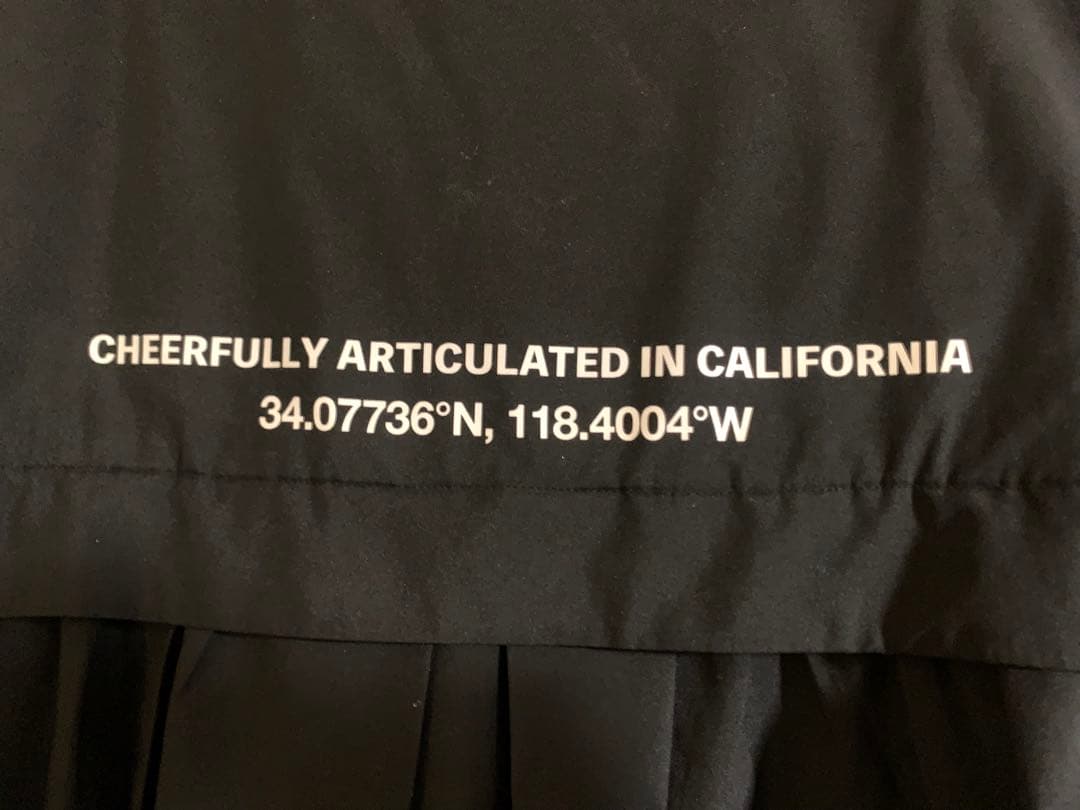 CHEERFULLY ARTICULATED IN CALIFORNIA
34.07736°N, 118.4004°W